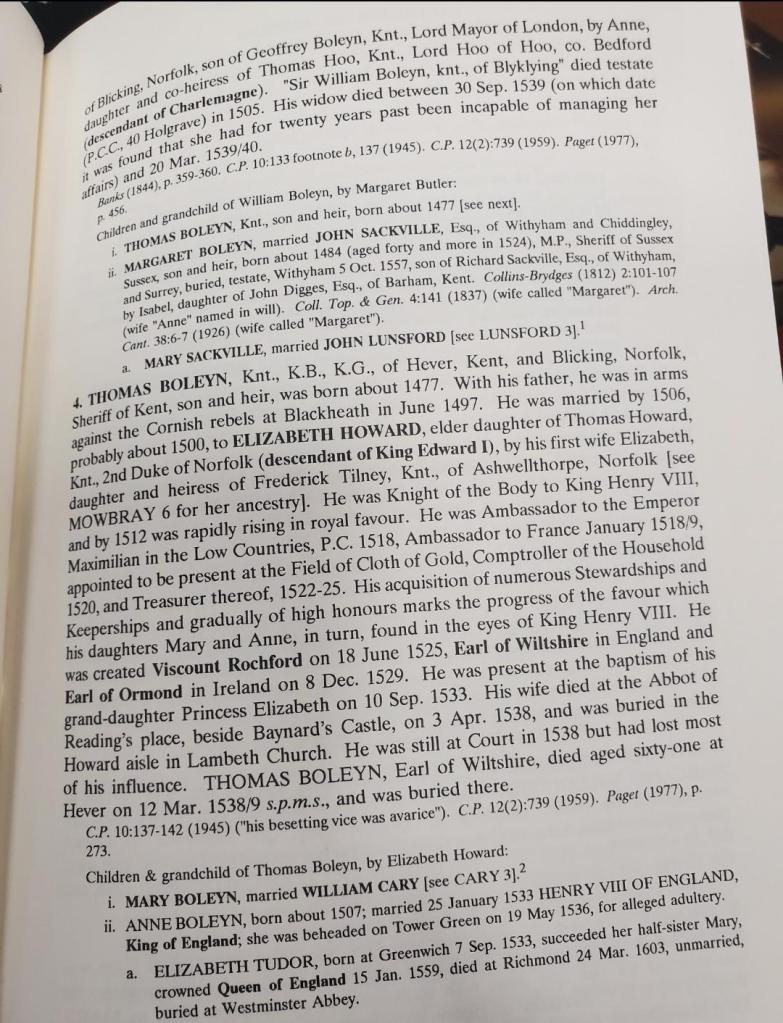 of Blicking, Norfolk, son of Geoffrey Boleyn, Knt., Lord Mayor of London, by Anne,
daughter and co-heiress of Thomas Hoo, Knt., Lord Hoo of Hoo, co. Bedford
(descendant of Charlemagne). "Sir William Boleyn, knt., of Blyklying" died testate
(P.C.C., 40 Holgrave) in 1505. His widow died between 30 Sep. 1539 (on which date
it was found that she had for twenty years past been incapable of managing her
affairs) and 20 Mar. 1539/40.
Banks (1844), p. 359-360. C.P. 10:133 footnote b, 137 (1945). C.P. 12(2):739 (1959). Paget (1977),
p. 456.
Children and grandchild of William Boleyn, by Margaret Butler:
i. THOMAS BOLEYN, Knt., son and heir, born about 1477 [see next].
ii. MARGARET BOLEYN, married JOHN SACKVILLE, Esq., of Withyham and Chiddingley,
Sussex, son and heir, born about 1484 (aged forty and more in 1524), M.P., Sheriff of Sussex
and Surrey, buried, testate, Withyham 5 Oct. 1557, son of Richard Sackville, Esq., of Withyham,
by Isabel, daughter of John Digges, Esq., of Barham, Kent. Collins-Brydges (1812) 2:101-107
(wife "Anne" named in will). Coll. Top. & Gen. 4:141 (1837) (wife called "Margaret"). Arch.
Cant. 38:6-7 (1926) (wife called "Margaret").
a. MARY SACKVILLE, married JOHN LUNSFORD [see LUNSFORD 3].1
4. THOMAS BOLEYN, Knt., K.B., K.G., of Hever, Kent, and Blicking, Norfolk,
Sheriff of Kent, son and heir, was born about 1477. With his father, he was in arms
against the Cornish rebels at Blackheath in June 1497. He was married by 1506,
probably about 1500, to ELIZABETH HOWARD, elder daughter of Thomas Howard,
Knt., 2nd Duke of Norfolk (descendant of King Edward I), by his first wife Elizabeth,
daughter and heiress of Frederick Tilney, Knt., of Ashwellthorpe, Norfolk [see
MOWBRAY 6 for her ancestry]. He was Knight of the Body to King Henry VIII,
and by 1512 was rapidly rising in royal favour. He was Ambassador to the Emperor
Maximilian in the Low Countries, P.C. 1518, Ambassador to France January 1518/9,
appointed to be present at the Field of Cloth of Gold, Comptroller of the Household
1520, and Treasurer thereof, 1522-25. His acquisition of numerous Stewardships and
Keeperships and gradually of high honours marks the progress of the favour which
his daughters Mary and Anne, in turn, found in the eyes of King Henry VIII. He
was created Viscount Rochford on 18 June 1525, Earl of Wiltshire in England and
Earl of Ormond in Ireland on 8 Dec. 1529. He was present at the baptism of his
grand-daughter Princess Elizabeth on 10 Sep. 1533. His wife died at the Abbot of
Reading's place, beside Baynard's Castle, on 3 Apr. 1538, and was buried in the
Howard aisle in Lambeth Church. He was still at Court in 1538 but had lost most
of his influence. THOMAS BOLEYN, Earl of Wiltshire, died aged sixty-one at
Hever on 12 Mar. 1538/9 s.p.m.s., and was buried there.
C.P. 10:137-142 (1945) ("his besetting vice was avarice"). C.P. 12(2):739 (1959). Paget (1977), p.
273.
Children & grandchild of Thomas Boleyn, by Elizabeth Howard:
i. MARY BOLEYN, married WILLIAM CARY [see CARY 3].2
ii. ANNE BOLEYN, born about 1507; married 25 January 1533 HENRY VIII OF ENGLAND,
King of England; she was beheaded on Tower Green on 19 May 1536, for alleged adultery.
a. ELIZABETH TUDOR, born at Greenwich 7 Sep. 1533, succeeded her half-sister Mary,
crowned Queen of England 15 Jan. 1559, died at Richmond 24 Mar. 1603, unmarried,
buried at Westminster Abbey.